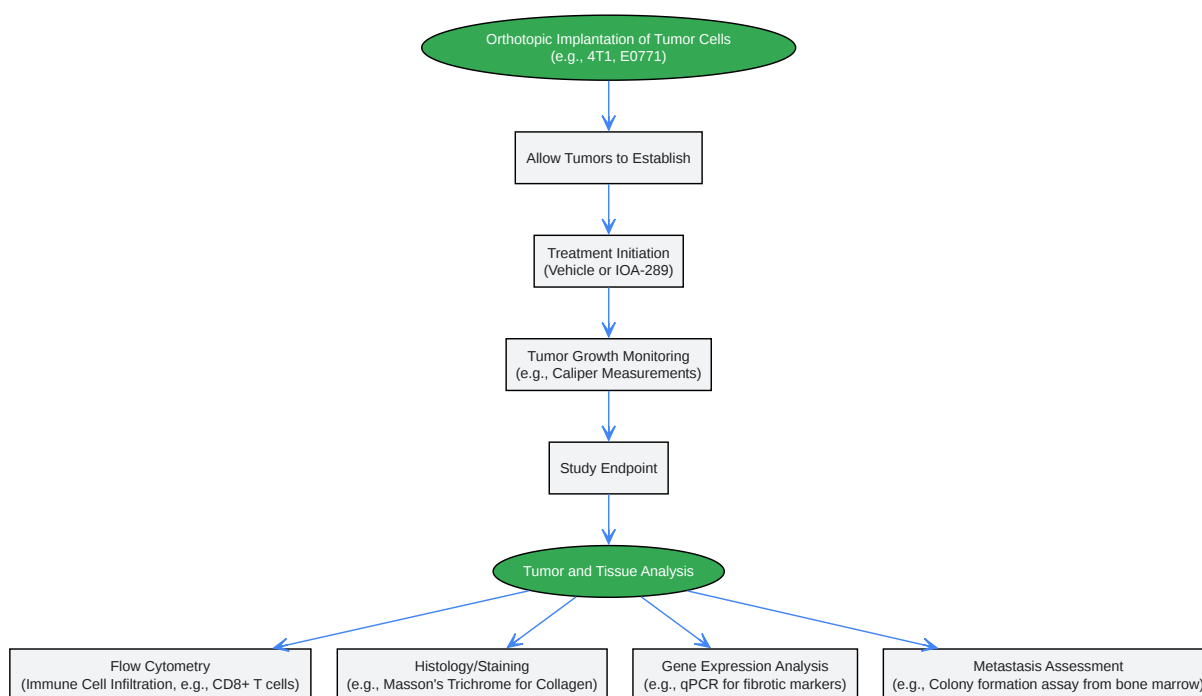 Orthotopic Implantation of Tumor Cells
(e.g., 4T1, E0771)
Allow Tumors to Establish
Treatment Initiation
(Vehicle or IOA-289)
Tumor Growth Monitoring
(e.g., Caliper Measurements)
Study Endpoint
Tumor and Tissue Analysis
Flow Cytometry
(Immune Cell Infiltration, e.g., CD8+ T cells)
Histology/Staining
(e.g., Masson's Trichrome for Collagen)
Gene Expression Analysis
(e.g., qPCR for fibrotic markers)
Metastasis Assessment
(e.g., Colony formation assay from bone marrow)